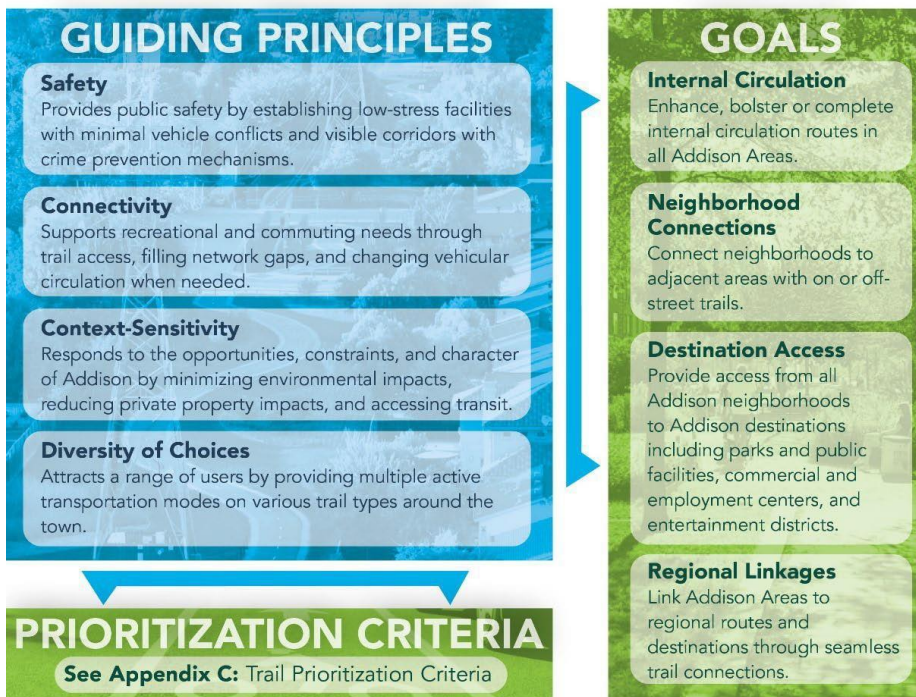 GUIDING PRINCIPLES
Safety
Provides public safety by establishing low-stress facilities
with minimal vehicle conflicts and visible corridors with
crime prevention mechanisms.
Connectivity
Supports recreational and commuting needs through
trail access, filling network gaps, and changing vehicular
circulation when needed.
Context-Sensitivity
Responds to the opportunities, constraints, and character
of Addison by minimizing environmental impacts,
reducing private property impacts, and accessing transit.
Diversity of Choices
Attracts a range of users by providing multiple active
transportation modes on various trail types around the
town.
PRIORITIZATION CRITERIA
See Appendix C: Trail Prioritization Criteria
GOALS
Internal Circulation
Enhance, bolster or complete
internal circulation routes in
all Addison Areas.
Neighborhood
Connections
Connect neighborhoods to
adjacent areas with on or off-
street trails.
Destination Access
Provide access from all
Addison neighborhoods
to Addison destinations
including parks and public
facilities, commercial and
employment centers, and
entertainment districts.
Regional Linkages
Link Addison Areas to
regional routes and
destinations through seamless
trail connections.